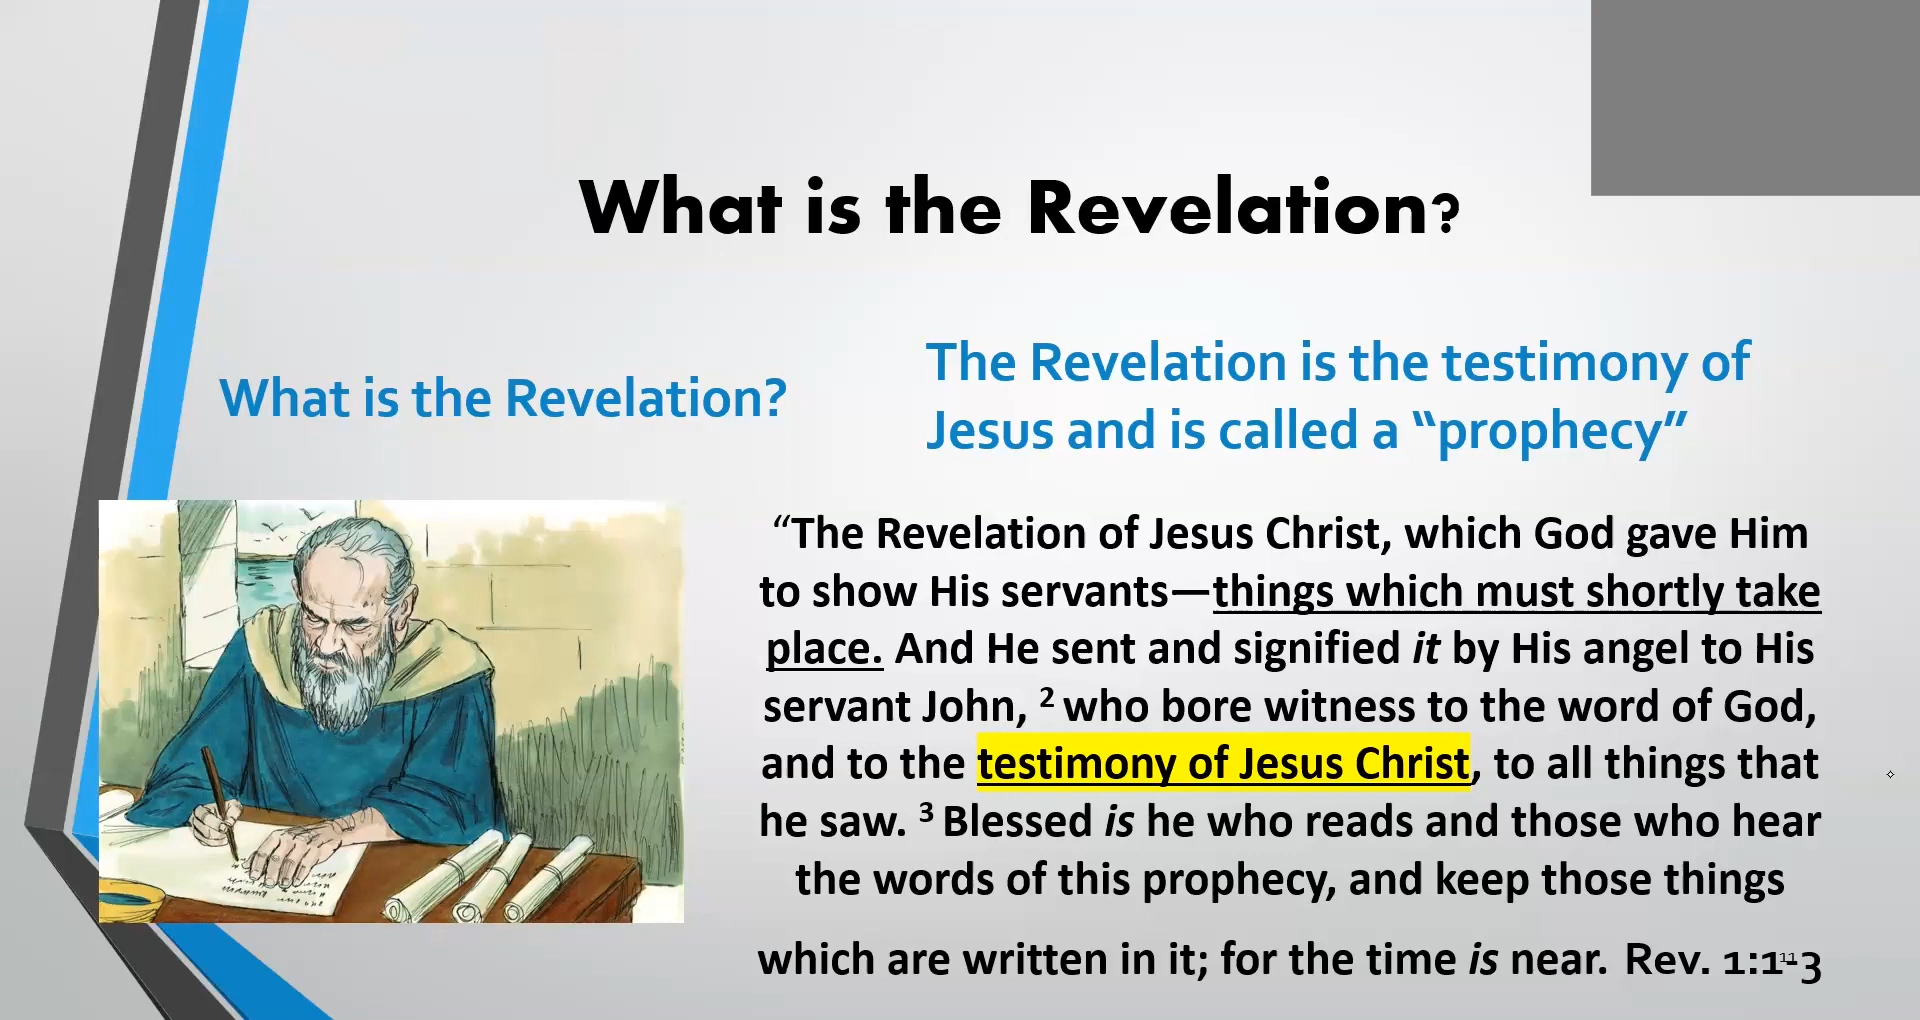 What is the Revelation?
What is the Revelation?
The Revelation is the testimony of
Jesus and is called a “prophecy”
“The Revelation of Jesus Christ, which God gave Him
to show His servants—things which must shortly take
place. And He sent and signified it by His angel to His
servant John, 2 who bore witness to the word of God,
and to the testimony of Jesus Christ, to all things that
he saw. 3 Blessed is he who reads and those who hear
the words of this prophecy, and keep those things
which are written in it; for the time is near. Rev. 1:1-3
11